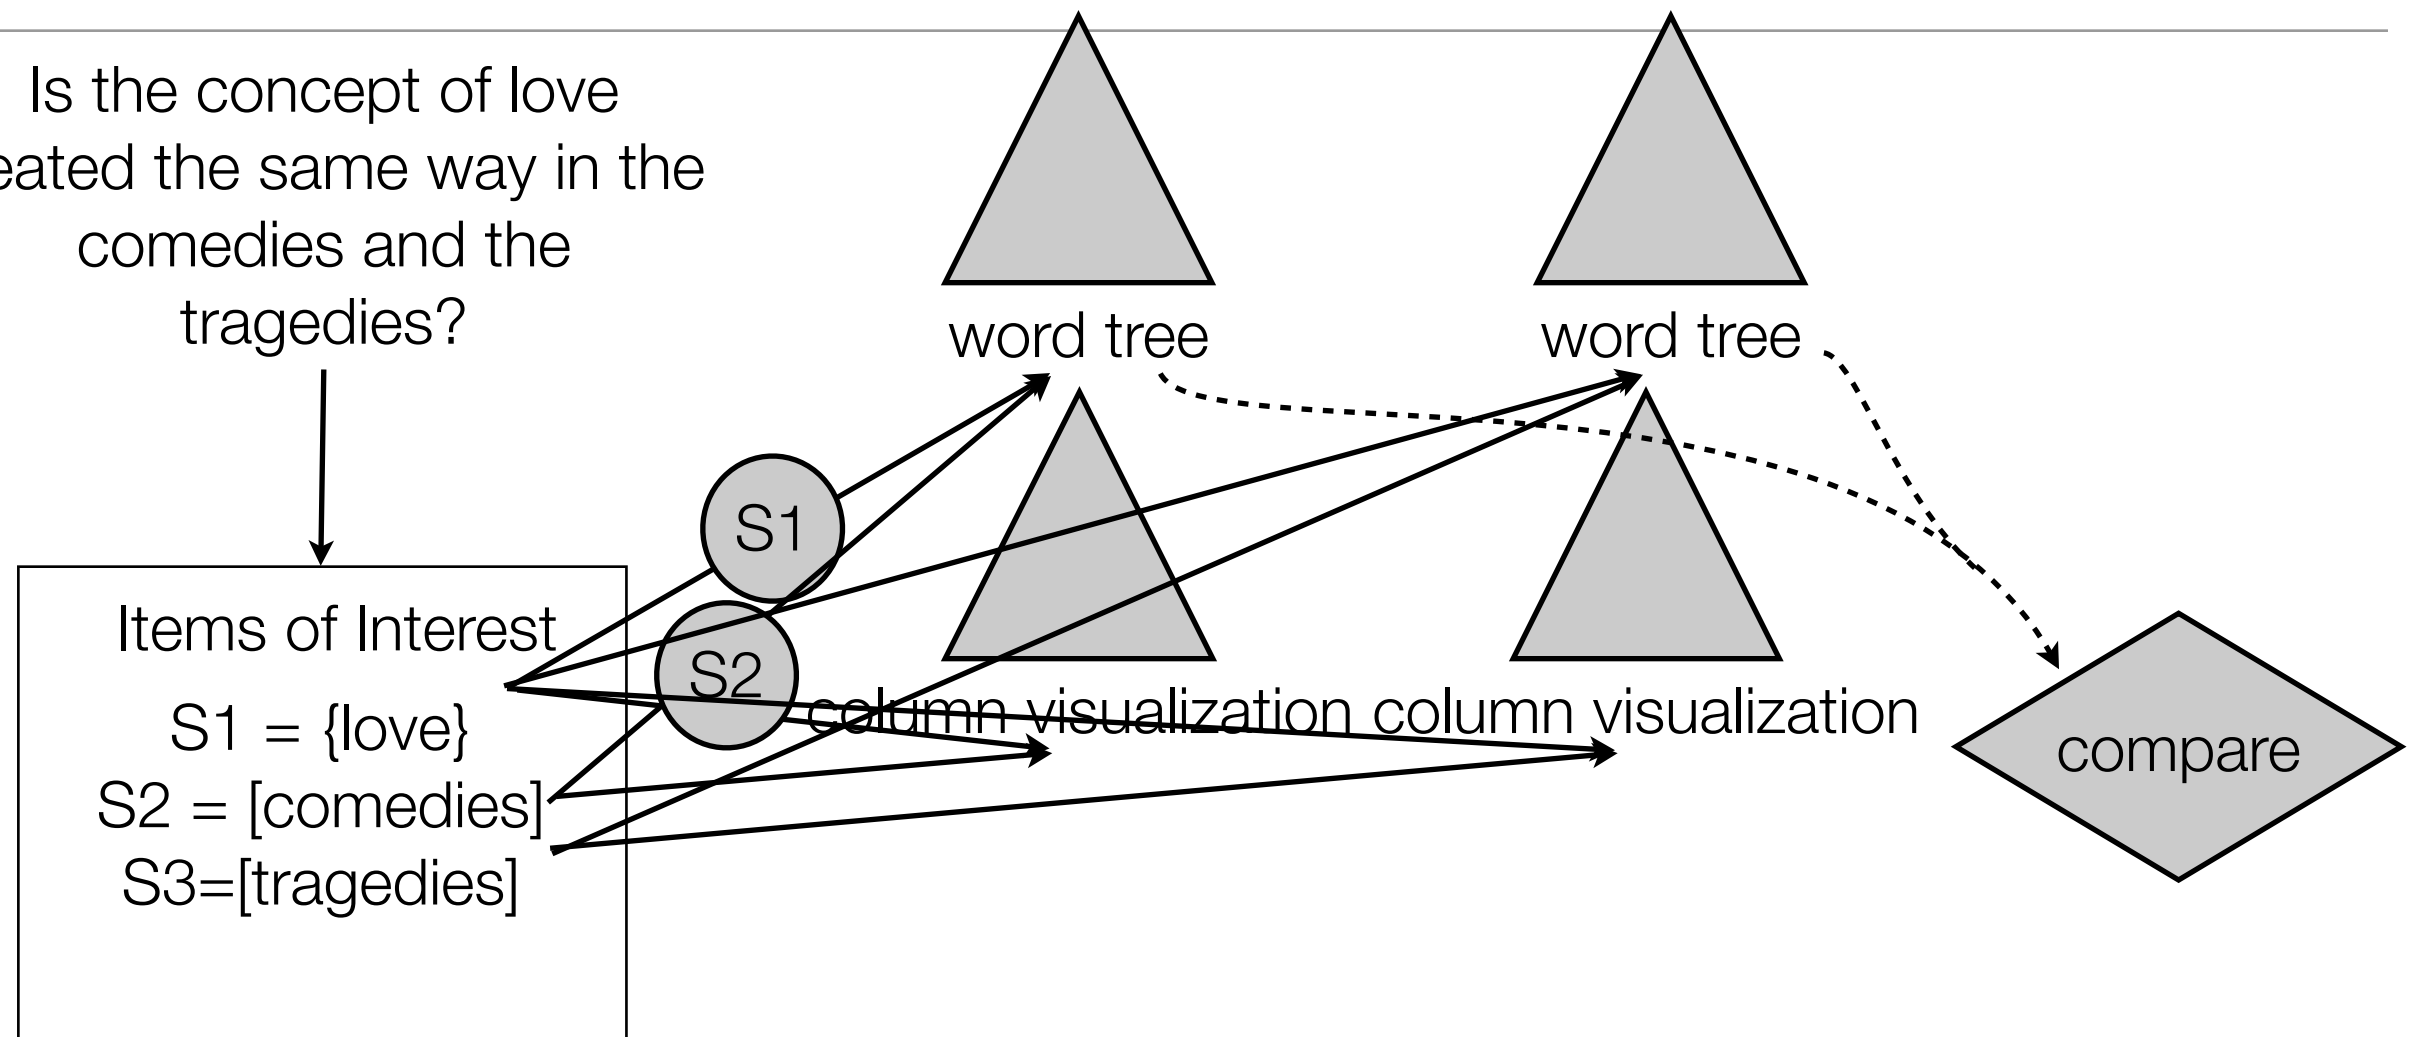 Is the concept of love
eated the same way in the
comedies and the
tragedies?
word tree
word tree
S1
S2
Items of Interest
S1 = {love}
S2 = [comedies]
S3=[tragedies]
column visualization
column visualization
compare